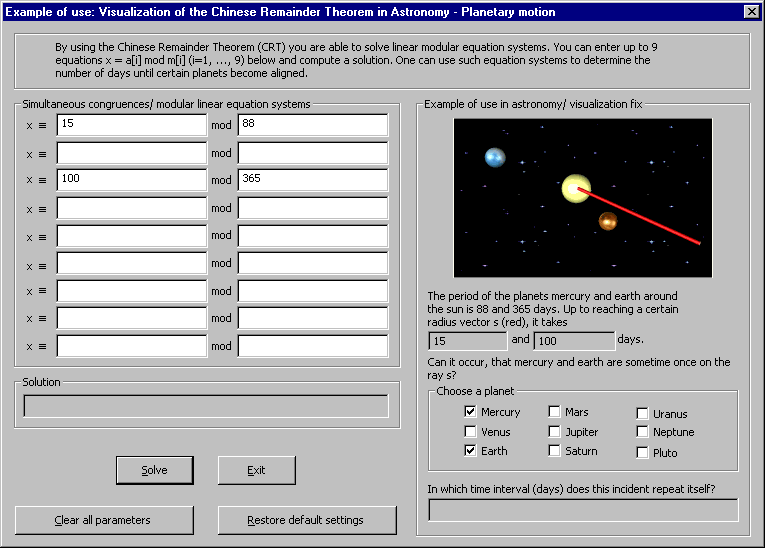 Example of use: Visualization of the Chinese Remainder Theorem in Astronomy - Planetary motion
By using the Chinese Remainder Theorem (CRT) you are able to solve linear modular equation systems. You can enter up to 9
equations x = a[i] mod m[i] (i=1, ..., 9) below and compute a solution. One can use such equation systems to determine the
number of days until certain planets become aligned.
Simultaneous congruences/ modular linear equation systems
x ≡ 15 mod 88
x ≡ mod
x ≡ 100 mod 365
x ≡ mod
x ≡ mod
x ≡ mod
x ≡ mod
x ≡ mod
x ≡ mod
Solution
Solve
Exit
Clear all parameters
Restore default settings
Example of use in astronomy/ visualization fix
The period of the planets mercury and earth around
the sun is 88 and 365 days. Up to reaching a certain
radius vector s (red), it takes
15 and 100 days.
Can it occur, that mercury and earth are sometime once on the
ray s?
Choose a planet
Mercury Mars Uranus
Venus Jupiter Neptune
Earth Saturn Pluto
In which time interval (days) does this incident repeat itself?